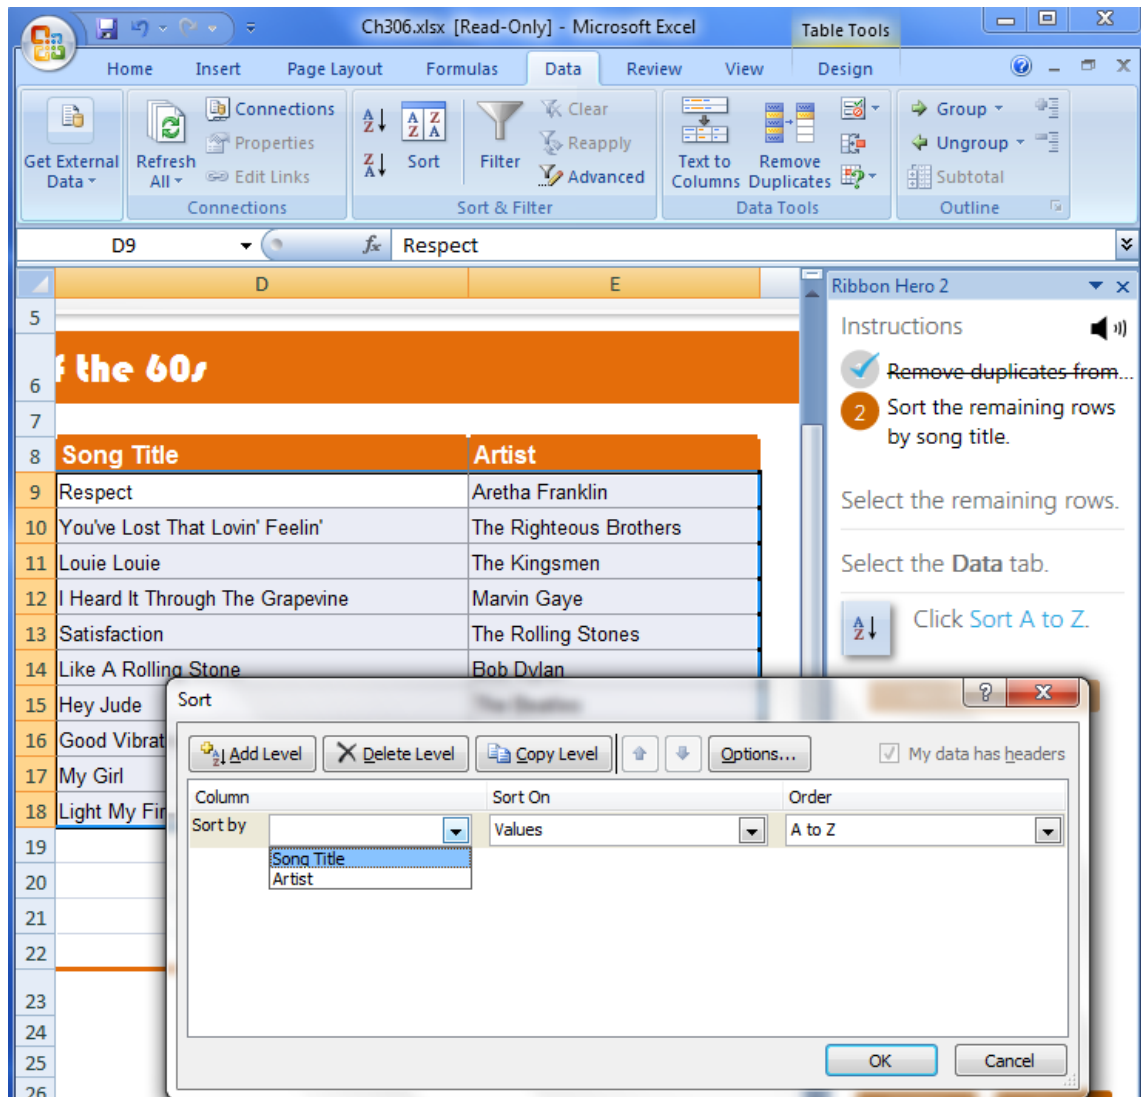 Ch306.xlsx [Read-Only] - Microsoft Excel
Table Tools
Home Insert Page Layout Formulas Data Review View Design
Get External Data
Refresh All
Connections
Properties
Edit Links
Connections
A Z
Z A
A Z Z A
Sort
Filter
Clear
Reapply
Advanced
Sort & Filter
Text to Columns
Remove Duplicates
Data Tools
Group
Ungroup
Subtotal
Outline
D9 fx Respect
D E
5
6 f the 60s
7
8 Song Title Artist
9 Respect Aretha Franklin
10 You've Lost That Lovin' Feelin' The Righteous Brothers
11 Louie Louie The Kingsmen
12 I Heard It Through The Grapevine Marvin Gaye
13 Satisfaction The Rolling Stones
14 Like A Rolling Stone Bob Dylan
15 Hey Jude The Beatles
16 Good Vibrat
17 My Girl
18 Light My Fir
19
20
21
22
23
24
25
26
Ribbon Hero 2
Instructions
Remove duplicates from...
2 Sort the remaining rows
by song title.
Select the remaining rows.
Select the Data tab.
A Z Click Sort A to Z.
Sort
Add Level Delete Level Copy Level Options... My data has headers
Column Sort On Order
Sort by Values A to Z
Song Title
Artist
OK Cancel